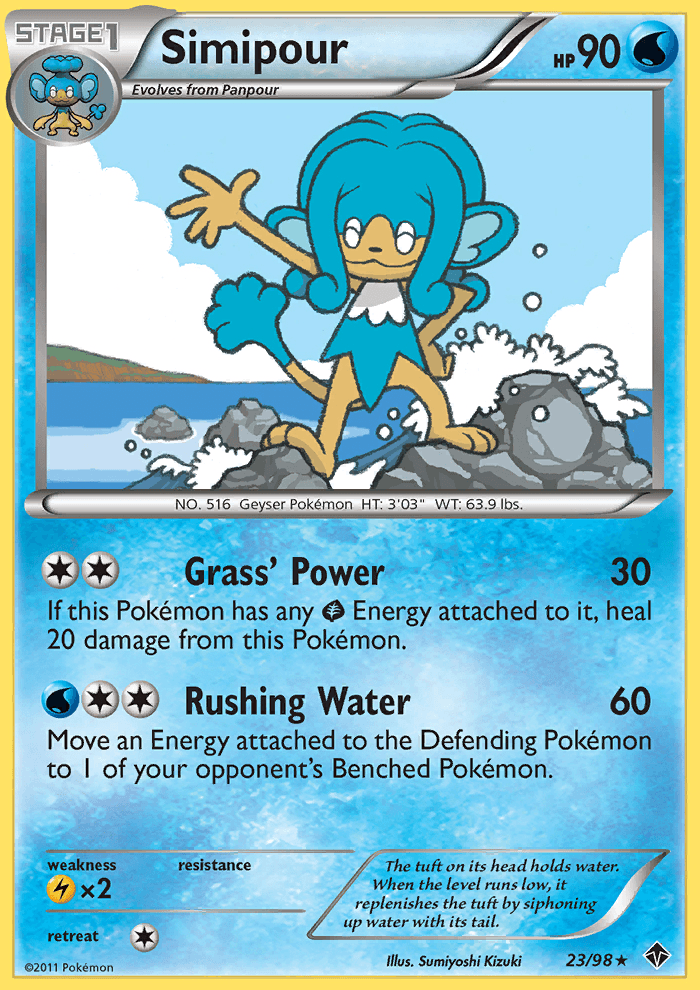 STAGE1
Simipour
HP 90
Evolves from Panpour
NO. 516 Geyser Pokémon HT: 3'03" WT: 63.9 lbs.
Grass' Power 30
If this Pokémon has any Energy attached to it, heal
20 damage from this Pokémon.
Rushing Water 60
Move an Energy attached to the Defending Pokémon
to 1 of your opponent's Benched Pokémon.
weakness resistance
×2
retreat
The tuft on its head holds water.
When the level runs low, it
replenishes the tuft by siphoning
up water with its tail.
©2011 Pokémon
Illus. Sumiyoshi Kizuki
23/98 ★